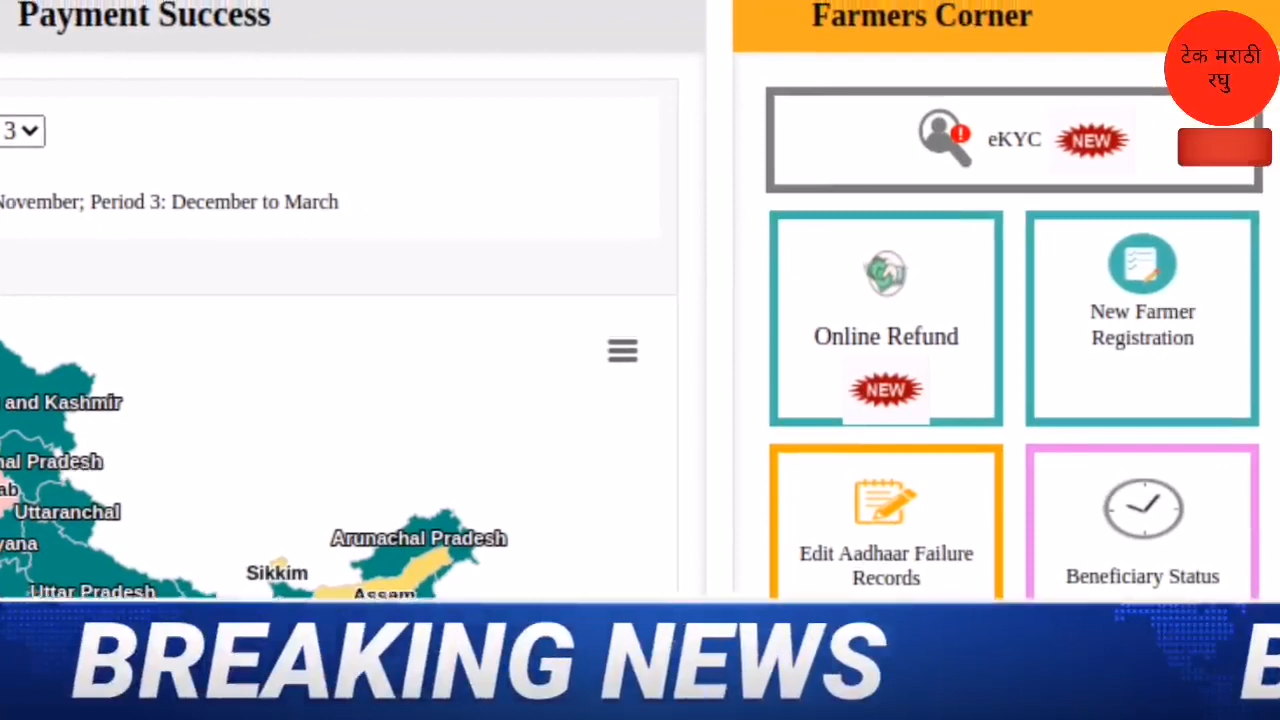 Payment Success
Farmers Corner
टेक मराठी
रघु
3
eKYC
NEW
November; Period 3: December to March
Online Refund
NEW
New Farmer
Registration
and Kashmir
Pradesh
Uttaranchal
Uttar Pradesh
Arunachal Pradesh
Sikkim
Assam
Edit Aadhaar Failure
Records
Beneficiary Status
BREAKING NEWS